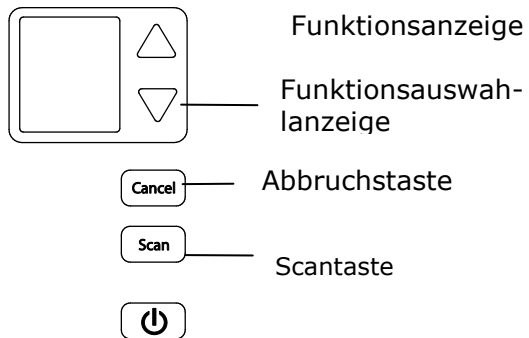 Funktionsanzeige
Funktionsauswah-
lanzeige
Cancel
Abbruchstaste
Scan
Scantaste